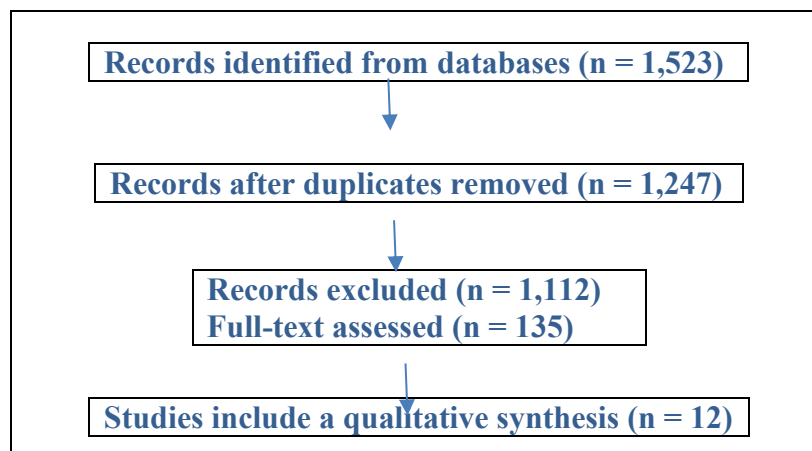 Records identified from databases (n = 1,523)
Records after duplicates removed (n = 1,247)
Records excluded (n = 1,112)
Full-text assessed (n = 135)
Studies include a qualitative synthesis (n = 12)